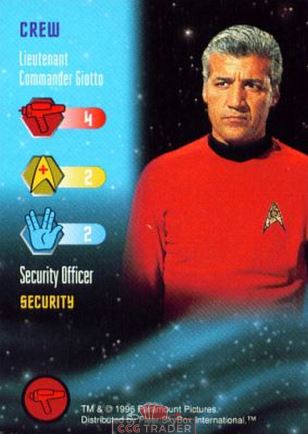 CREW
Lieutenant
Commander Giotto
4
2
2
Security Officer
SECURITY
TM & © 1996 Paramount Pictures.
Distributed by Fleer SkyBox International.™
CCG TRADER